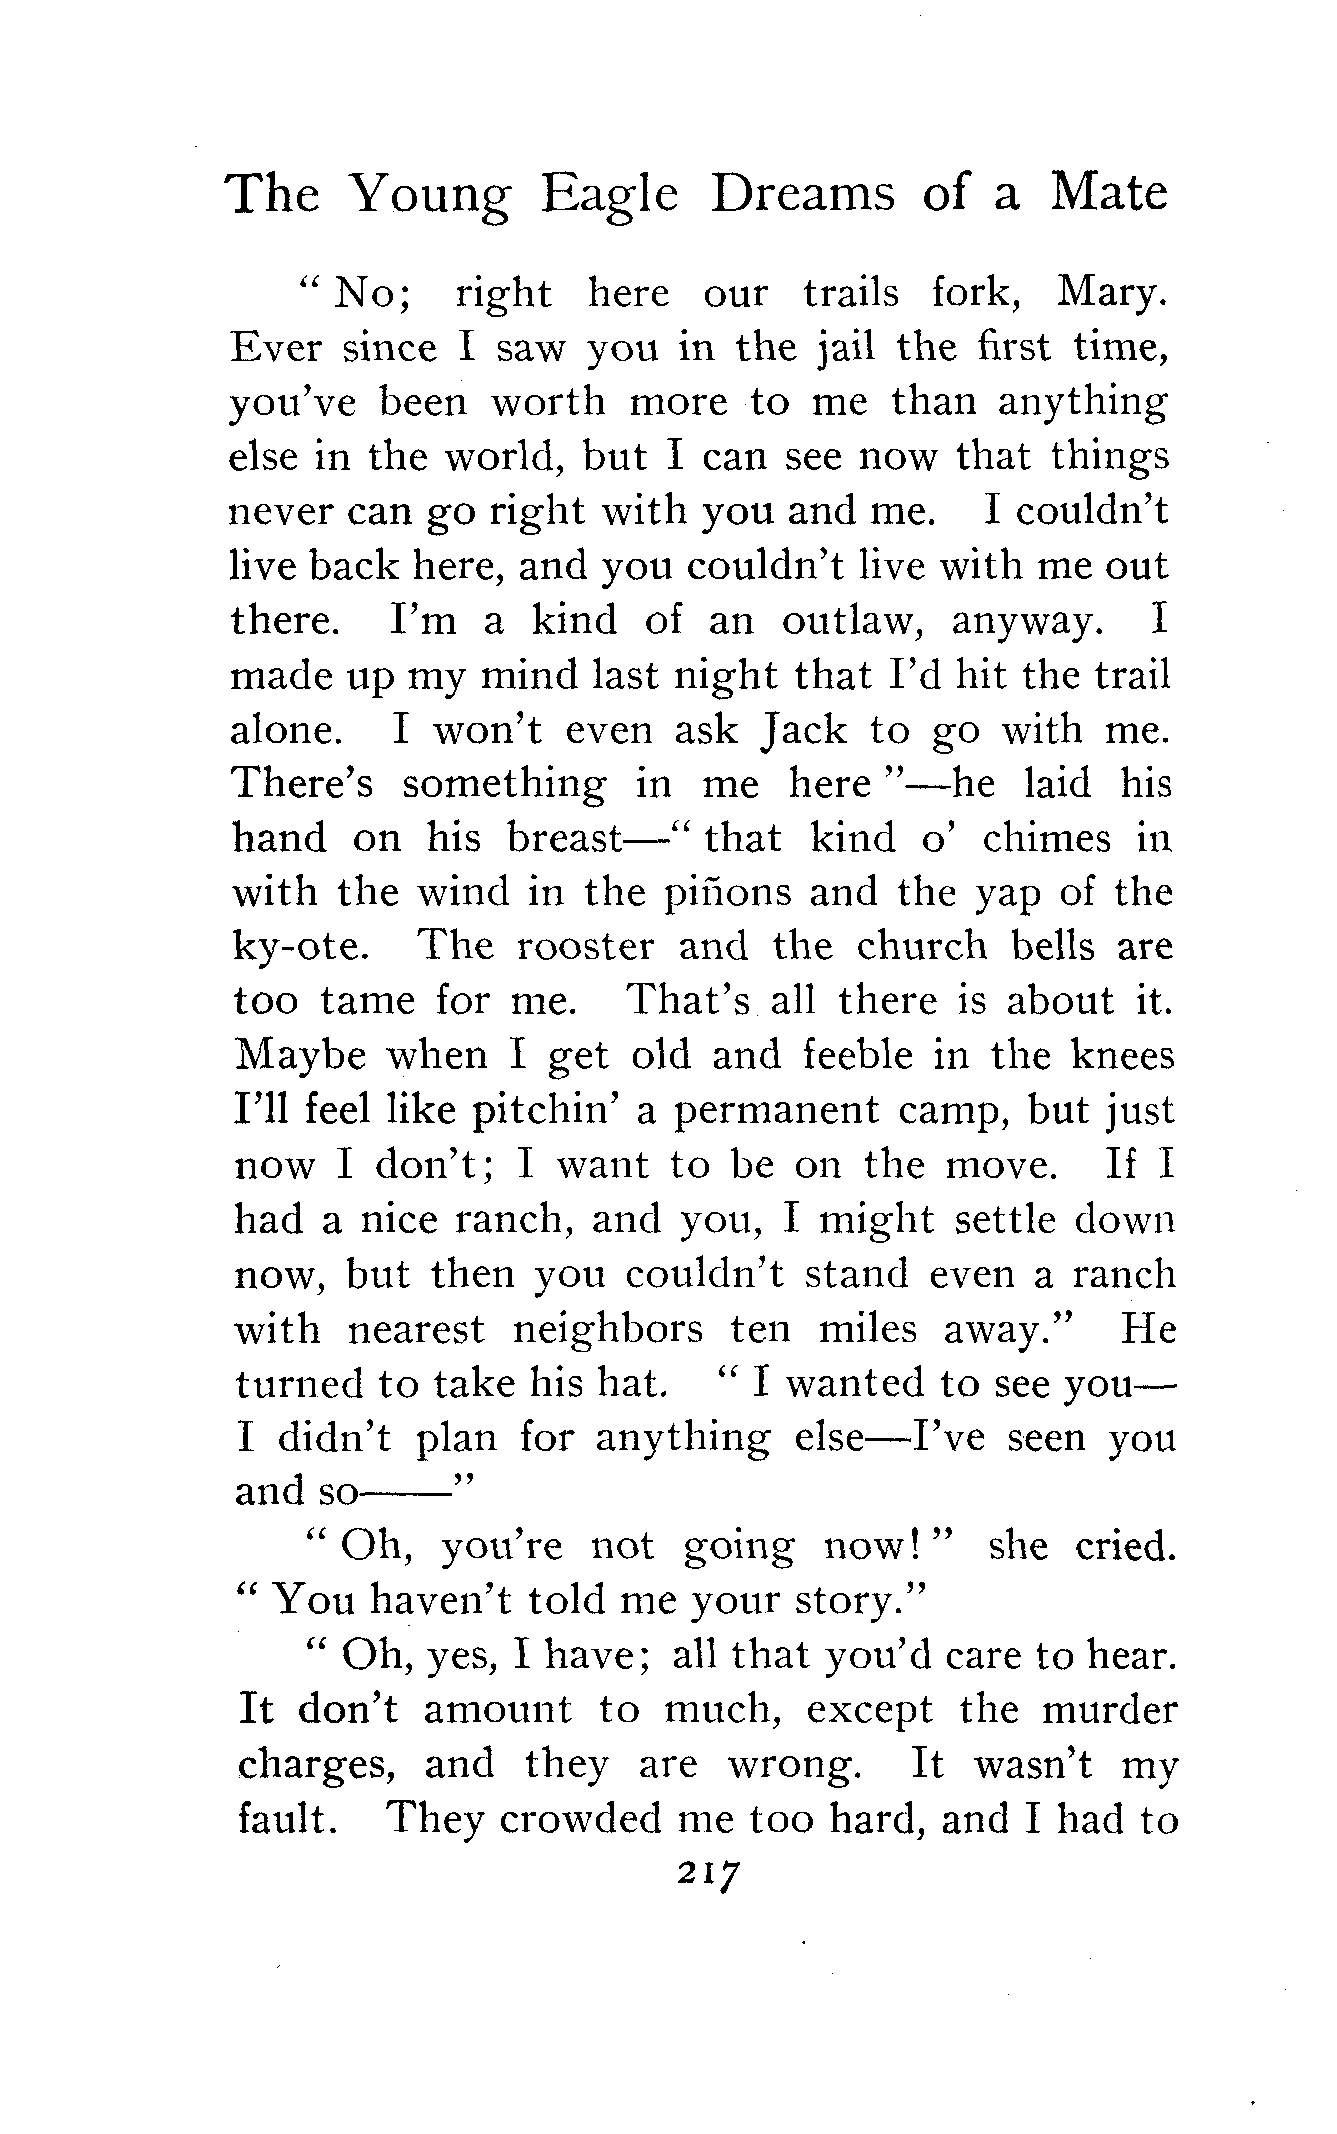 The Young Eagle Dreams of a Mate
" No; right here our trails fork, Mary.
Ever since I saw you in the jail the first time,
you've been worth more to me than anything
else in the world, but I can see now that things
never can go right with you and me. I couldn't
live back here, and you couldn't live with me out
there. I'm a kind of an outlaw, anyway. I
made up my mind last night that I'd hit the trail
alone. I won't even ask Jack to go with me.
There's something in me here "—he laid his
hand on his breast—" that kind o' chimes in
with the wind in the piñons and the yap of the
ky-ote. The rooster and the church bells are
too tame for me. That's all there is about it.
Maybe when I get old and feeble in the knees
I'll feel like pitchin' a permanent camp, but just
now I don't; I want to be on the move. If I
had a nice ranch, and you, I might settle down
now, but then you couldn't stand even a ranch
with nearest neighbors ten miles away." He
turned to take his hat. " I wanted to see you—
I didn't plan for anything else—I've seen you
and so——"
" Oh, you're not going now! " she cried.
" You haven't told me your story."
" Oh, yes, I have; all that you'd care to hear.
It don't amount to much, except the murder
charges, and they are wrong. It wasn't my
fault. They crowded me too hard, and I had to
217